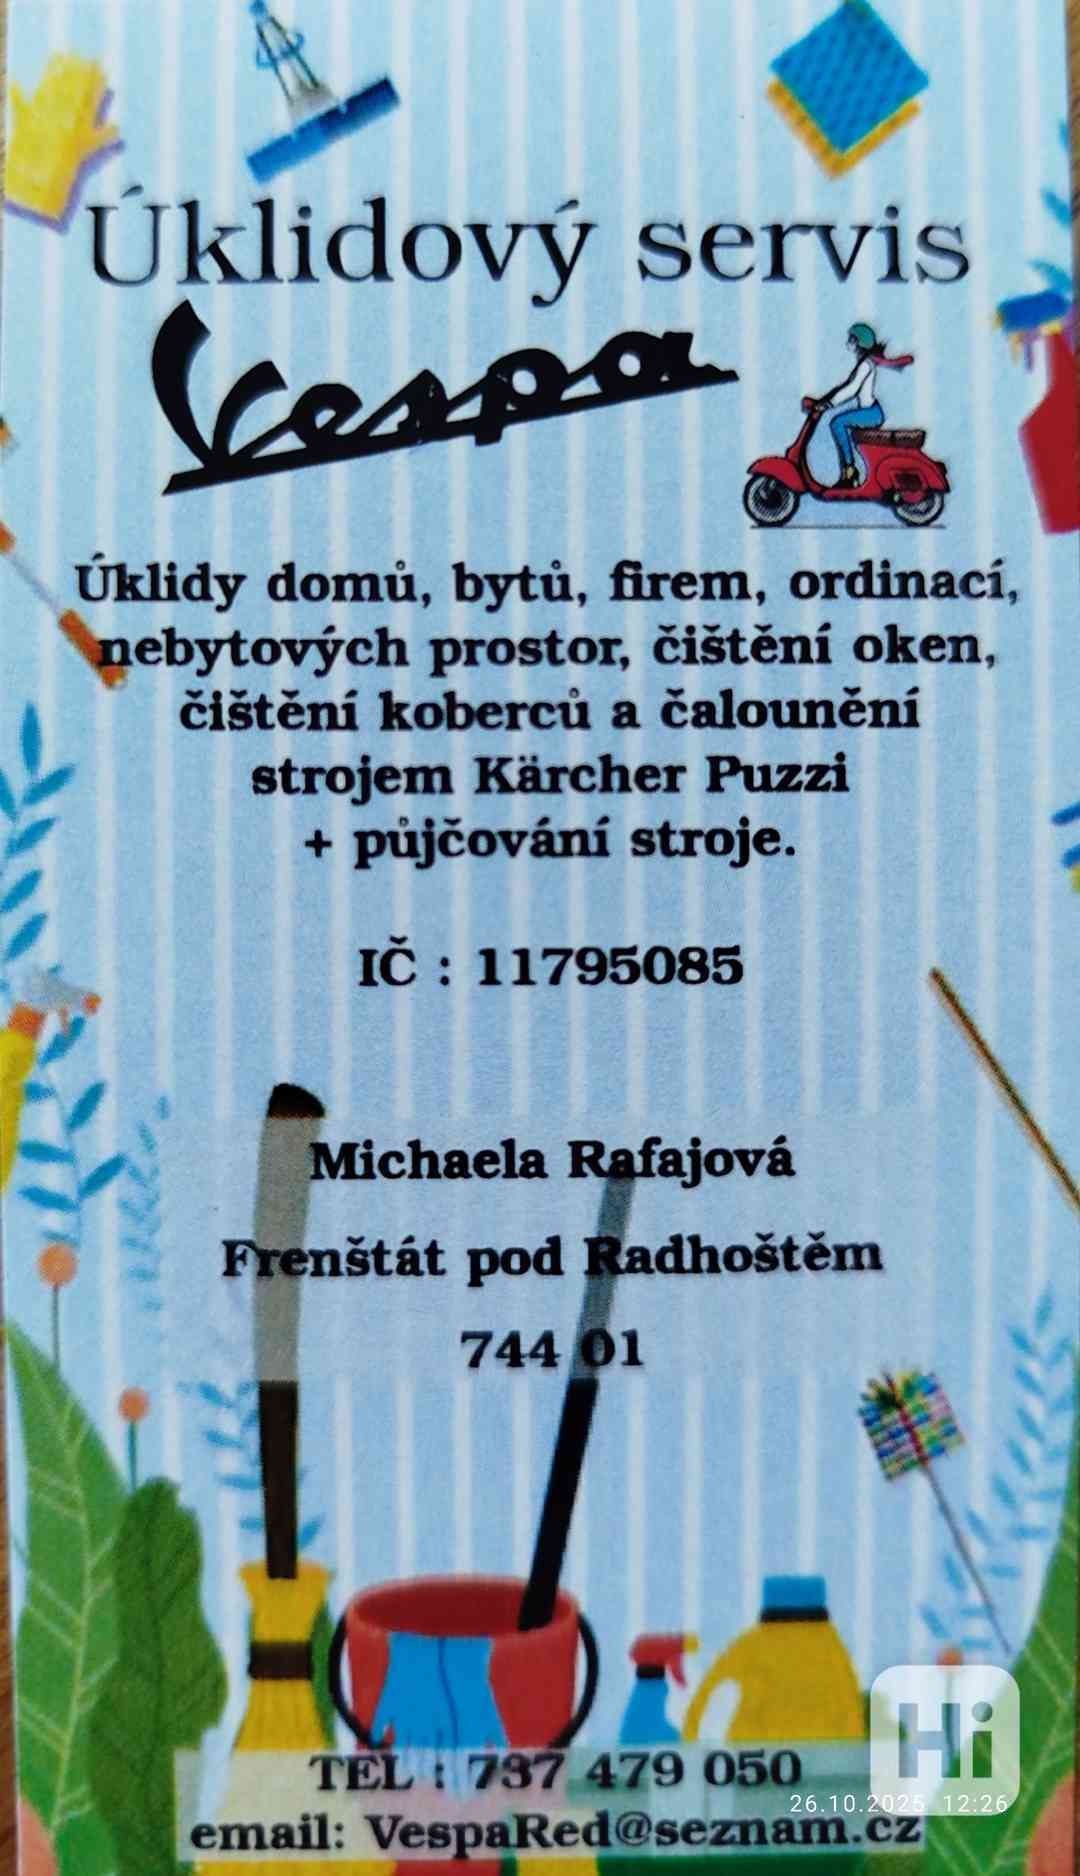 Úklidový servis
Vespa
Úklidy domů, bytů, firem, ordinací,
nebytových prostor, čištění oken,
čištění koberců a čalounění
strojem Kärcher Puzzi
+ půjčování stroje.
IČ : 11795085
Michaela Rafajová
Frenštát pod Radhoštěm
744 01
TEL : 737 479 050
email: VespaRed@seznam.cz
Hi
26.10.2025 12:26